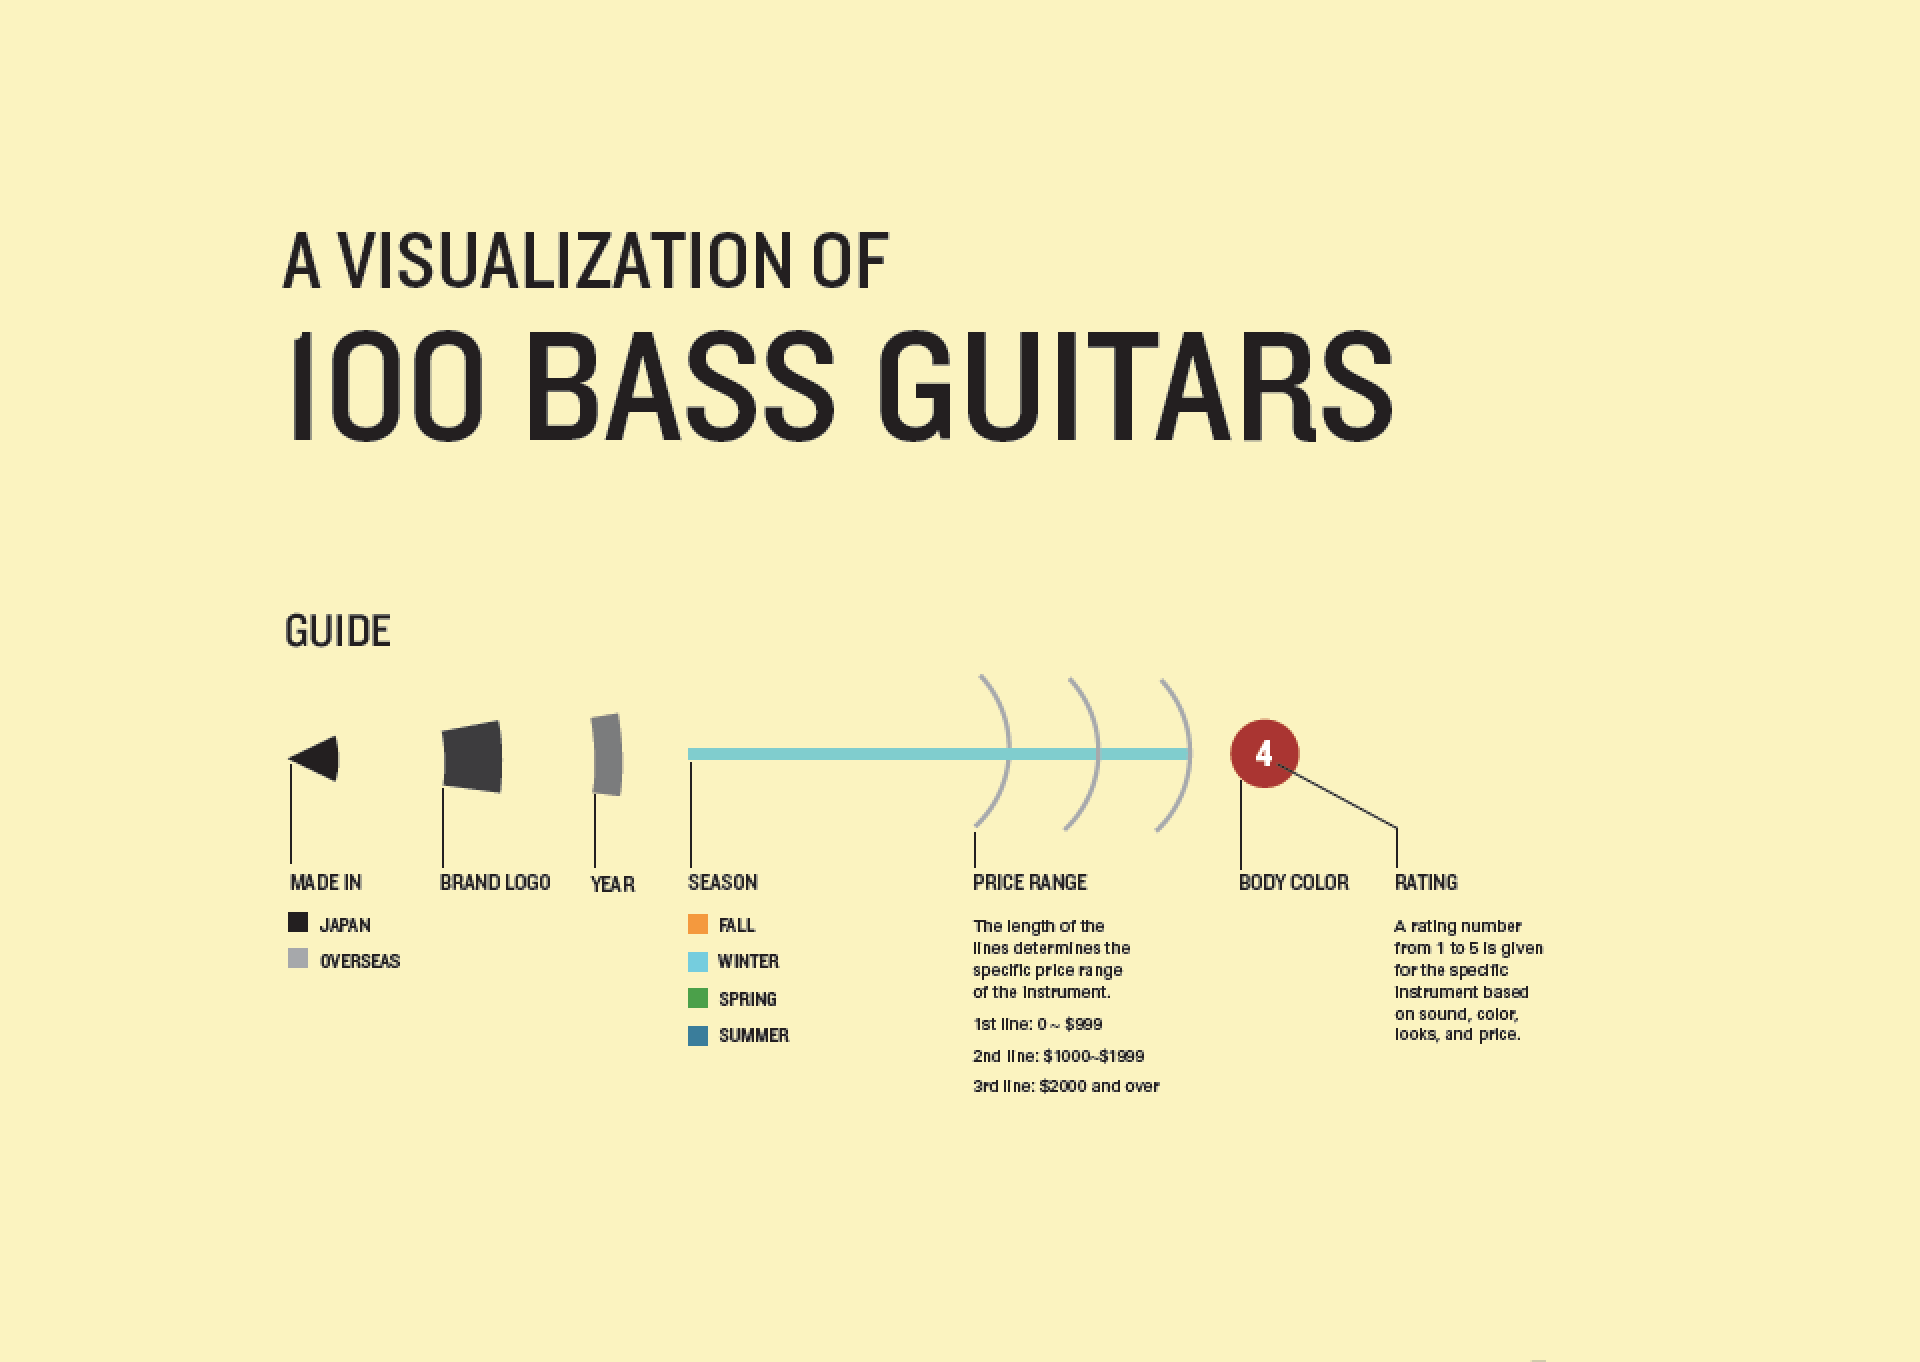 A VISUALIZATION OF
100 BASS GUITARS
GUIDE
4
MADE IN
JAPAN
OVERSEAS
BRAND LOGO
YEAR
SEASON
FALL
WINTER
SPRING
SUMMER
PRICE RANGE
The length of the
lines determines the
specific price range
of the instrument.
1st line: 0 ~ $999
2nd line: $1000~$1999
3rd line: $2000 and over
BODY COLOR
RATING
A rating number
from 1 to 5 is given
for the specific
instrument based
on sound, color,
looks, and price.